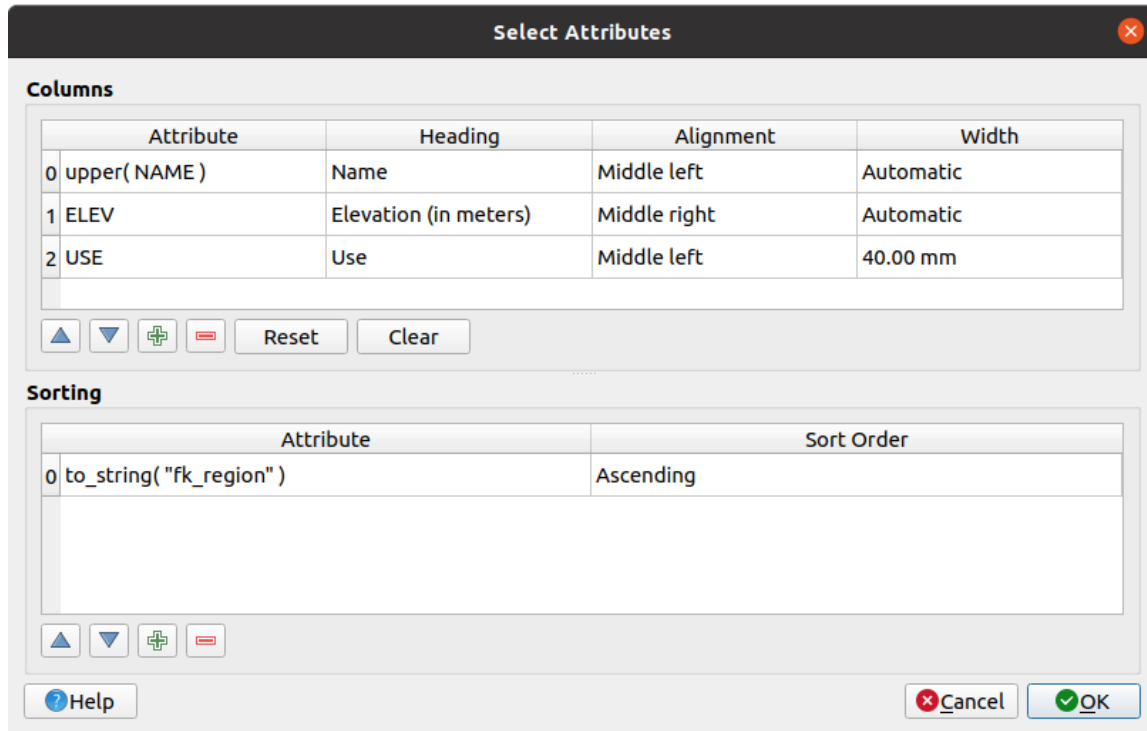 Select Attributes
Columns
Attribute Heading Alignment Width
0 upper( NAME ) Name Middle left Automatic
1 ELEV Elevation (in meters) Middle right Automatic
2 USE Use Middle left 40.00 mm
Reset Clear
Sorting
Attribute Sort Order
0 to_string( "fk_region" ) Ascending
Help Cancel OK